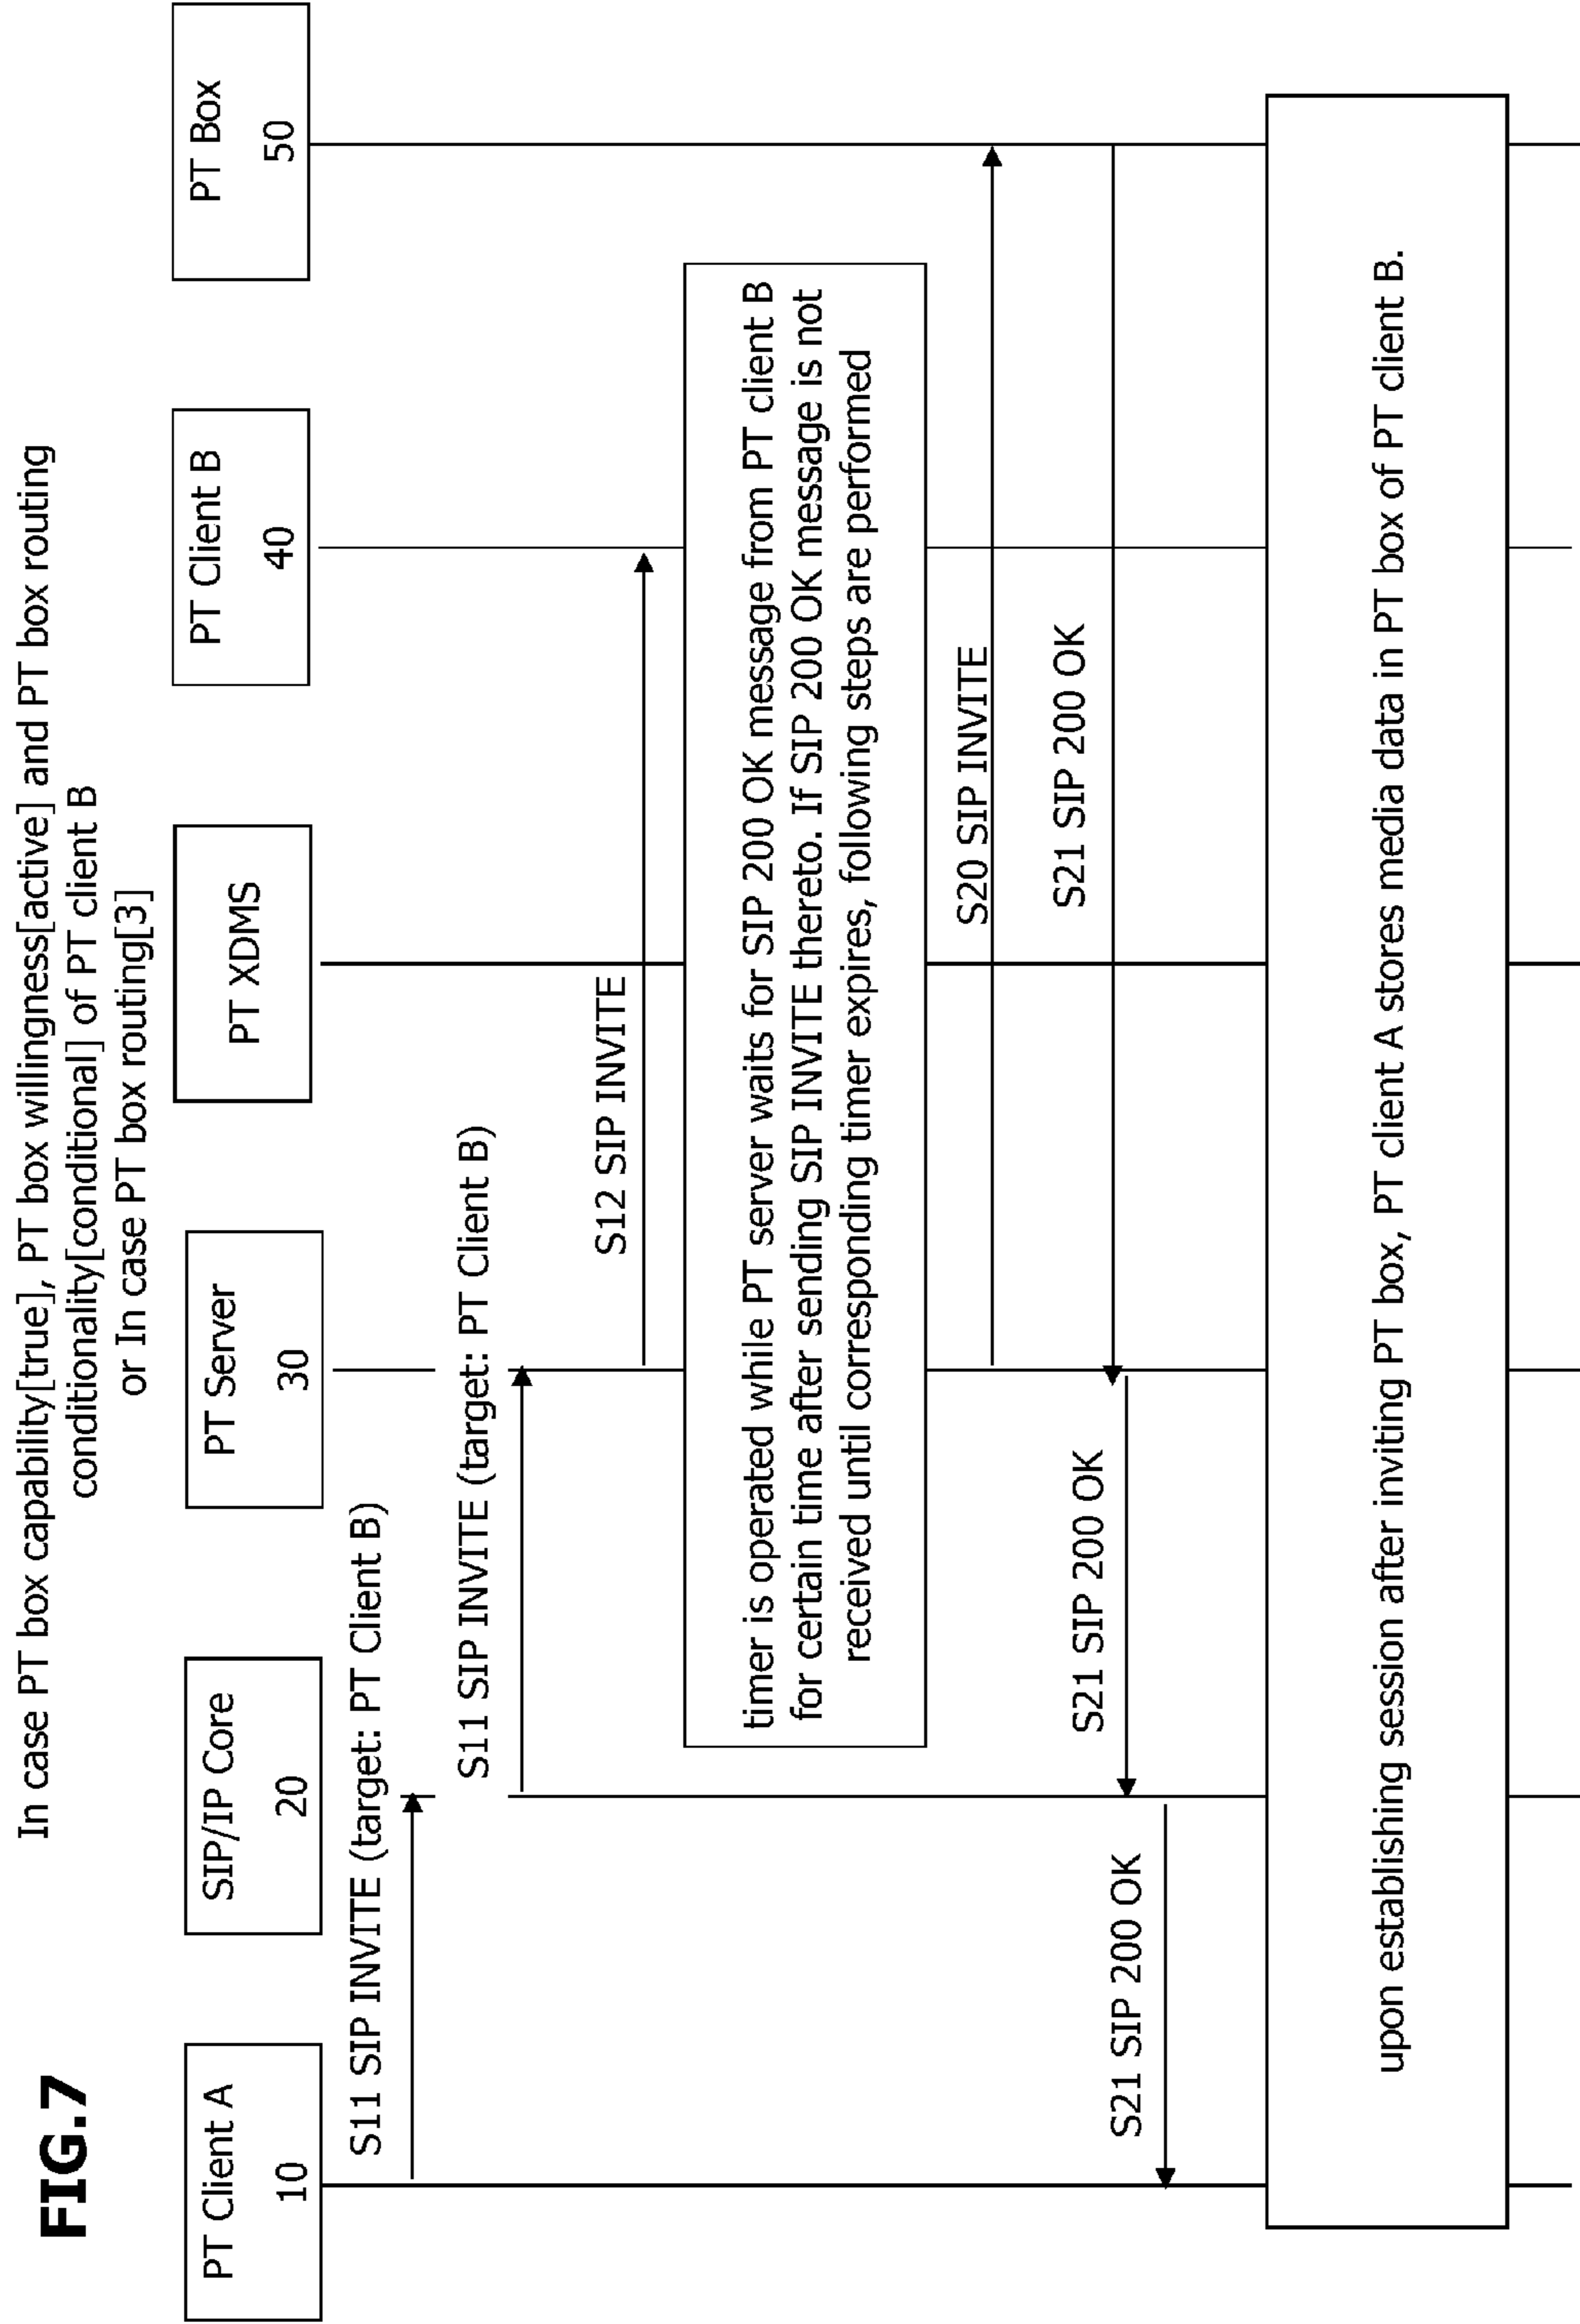 FIG.7
In case PT box capability[true], PT box willingness[active] and PT box routing
conditionality[conditional] of PT client B
or In case PT box routing[3]
PT Client A
10
SIP/IP Core
20
PT Server
30
PT XDMS
PT Client B
40
PT Box
50
S11 SIP INVITE (target: PT Client B)
S11 SIP INVITE (target: PT Client B)
S12 SIP INVITE
timer is operated while PT server waits for SIP 200 OK message from PT client B
for certain time after sending SIP INVITE thereto. If SIP 200 OK message is not
received until corresponding timer expires, following steps are performed
S20 SIP INVITE
S21 SIP 200 OK
S21 SIP 200 OK
S21 SIP 200 OK
upon establishing session after inviting PT box, PT client A stores media data in PT box of PT client B.